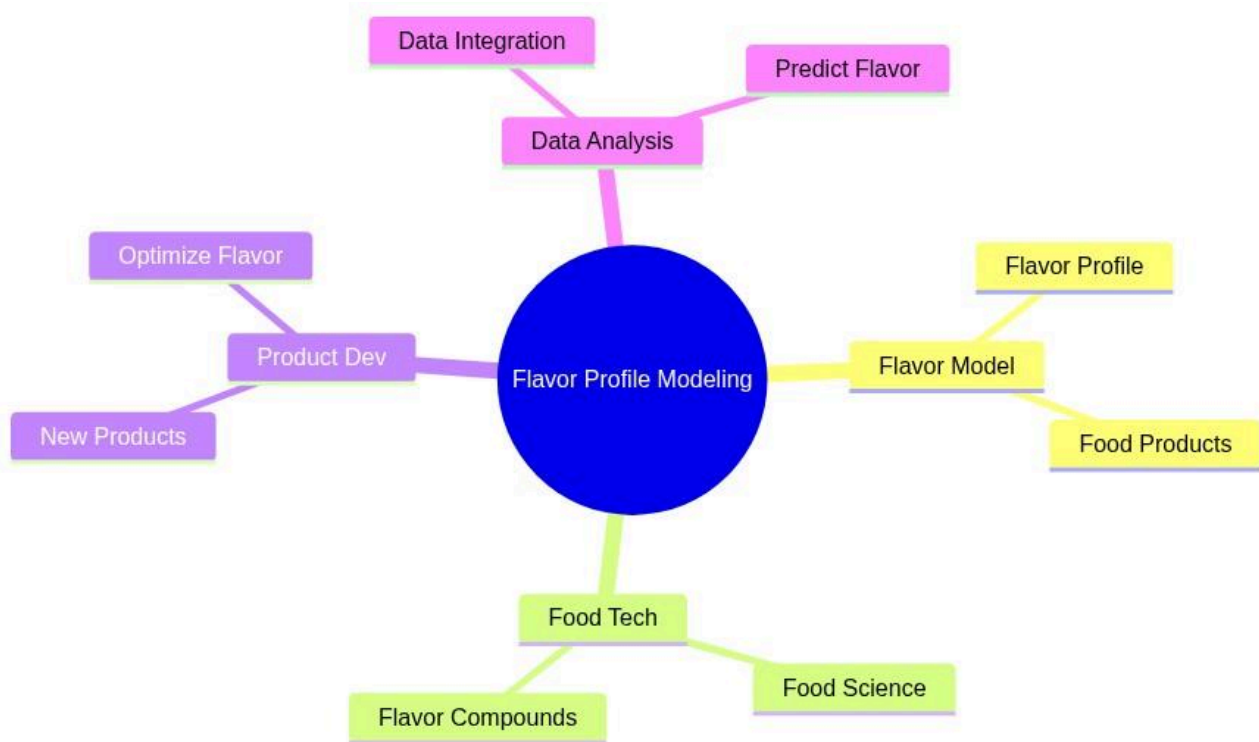 Data Integration
Predict Flavor
Data Analysis
Optimize Flavor
Flavor Profile
Product Dev
Flavor Model
Flavor Profile Modeling
New Products
Food Products
Food Tech
Food Science
Flavor Compounds